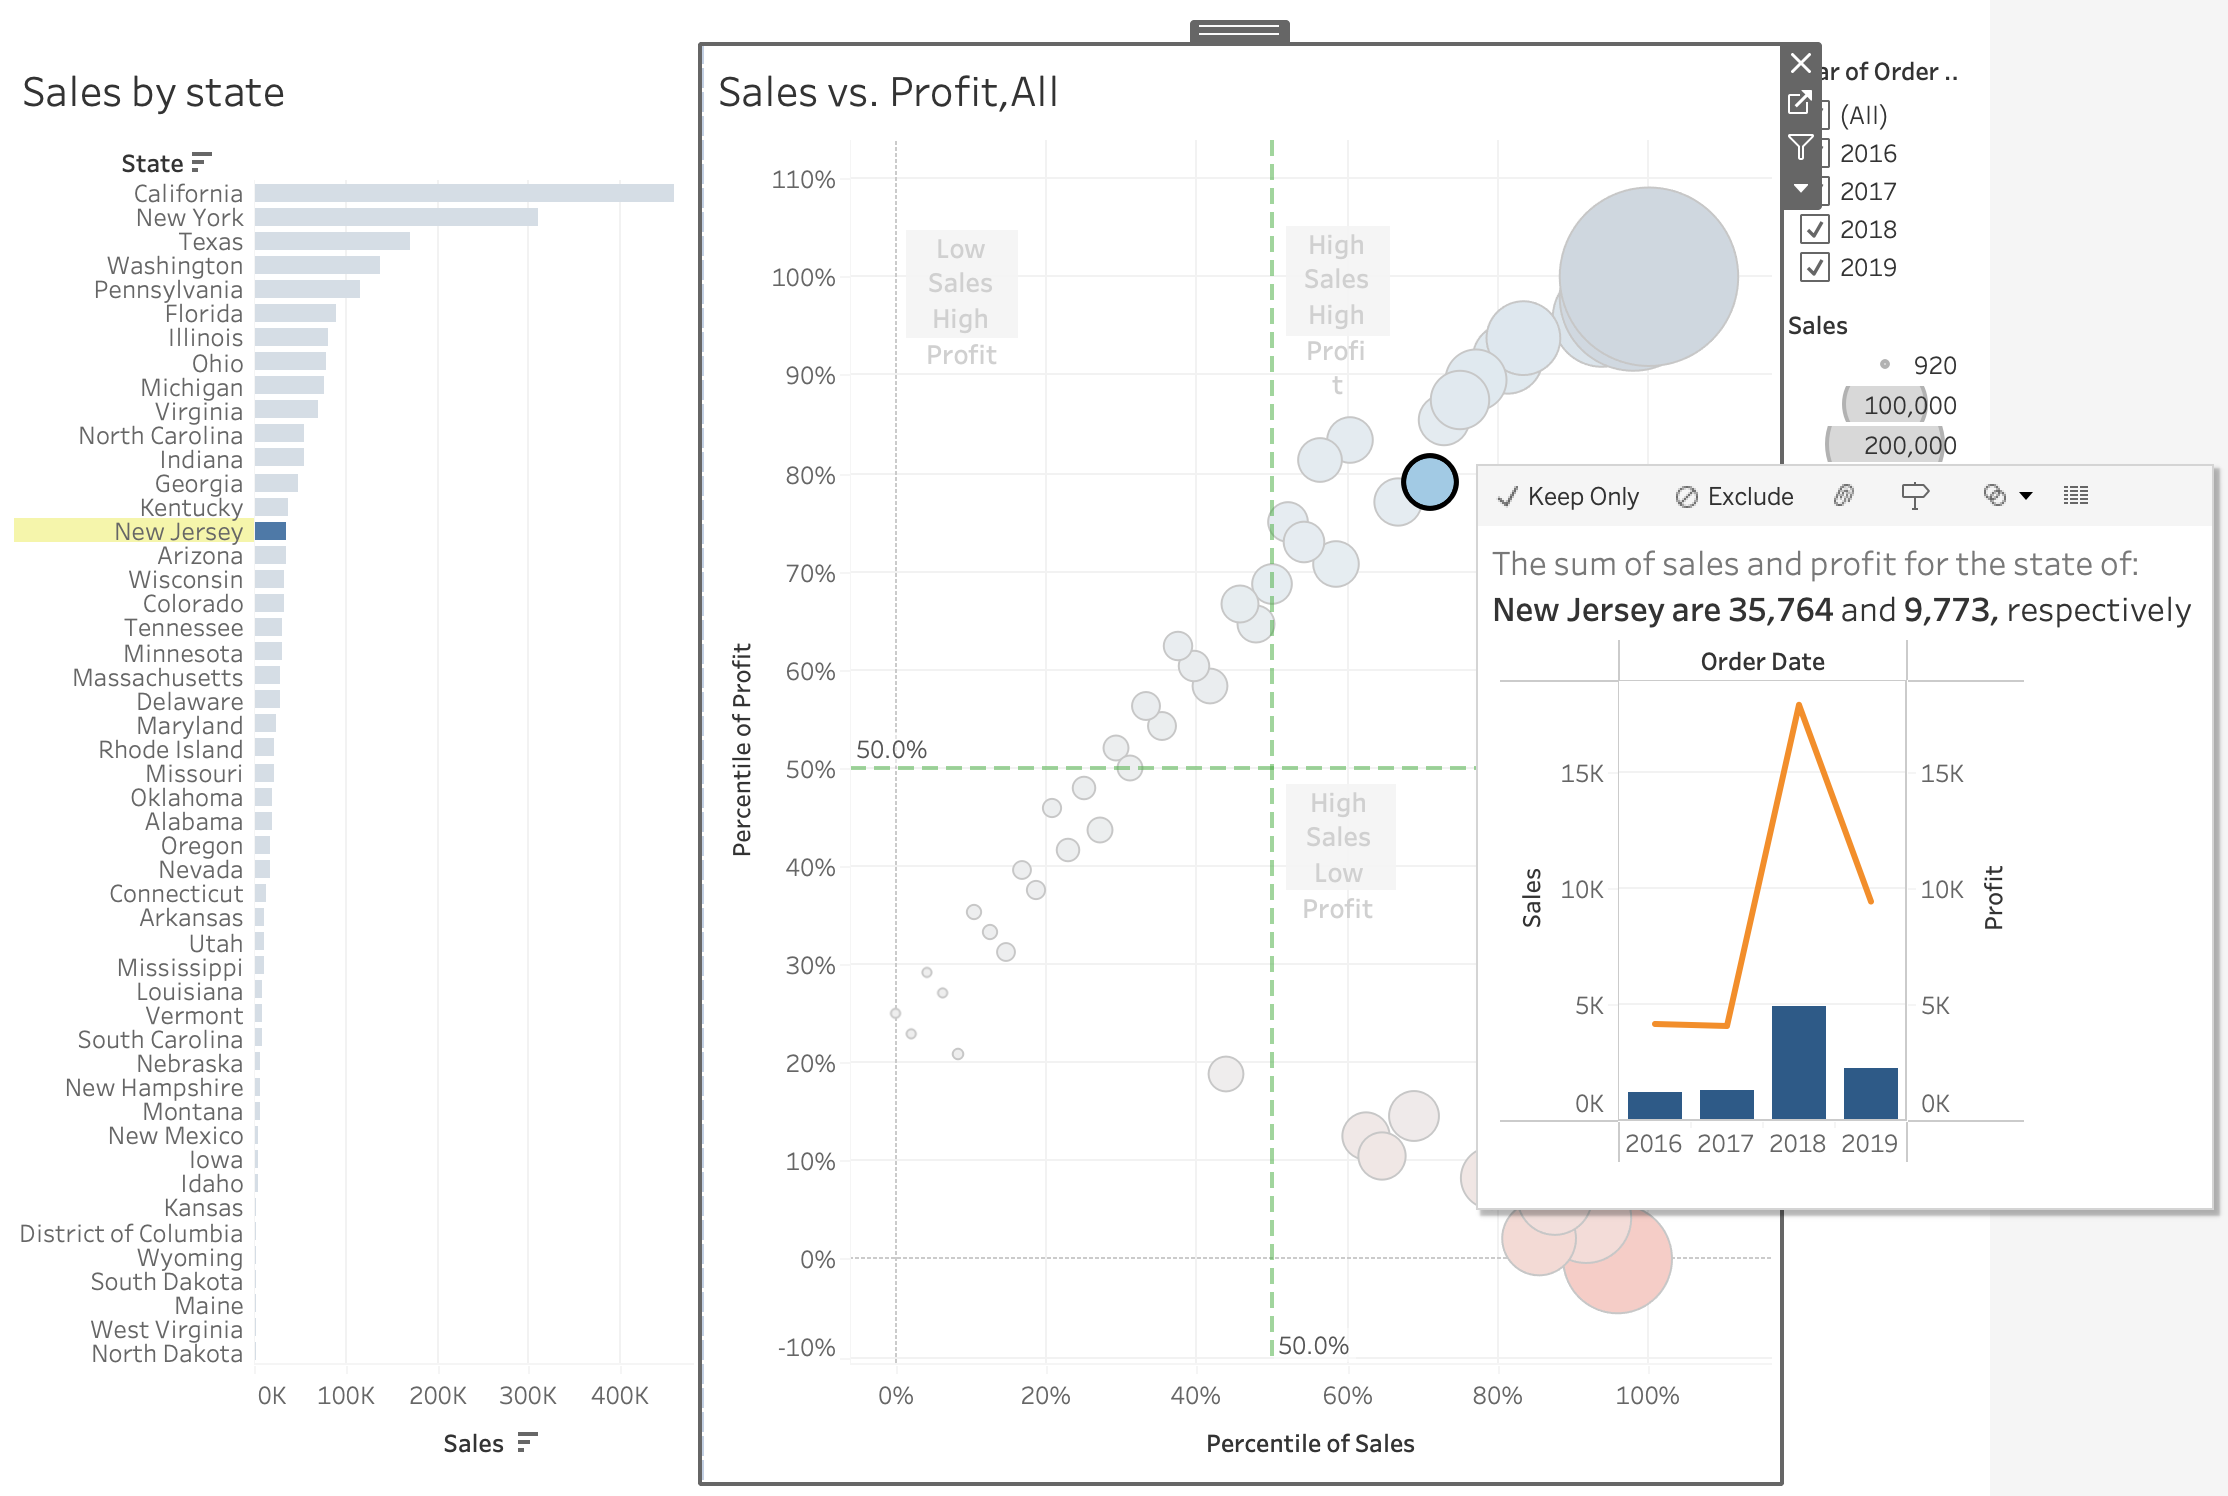 Sales by state
State
California
New York
Texas
Washington
Pennsylvania
Florida
Illinois
Ohio
Michigan
Virginia
North Carolina
Indiana
Georgia
Kentucky
New Jersey
Arizona
Wisconsin
Colorado
Tennessee
Minnesota
Massachusetts
Delaware
Maryland
Rhode Island
Missouri
Oklahoma
Alabama
Oregon
Nevada
Connecticut
Arkansas
Utah
Mississippi
Louisiana
Vermont
South Carolina
Nebraska
New Hampshire
Montana
New Mexico
Iowa
Idaho
Kansas
District of Columbia
Wyoming
South Dakota
Maine
West Virginia
North Dakota
0K 100K 200K 300K 400K
Sales
Sales vs. Profit,All
110%
100%
90%
80%
70%
60%
50%
40%
30%
20%
10%
0%
-10%
Percentile of Profit
Low
Sales
High
Profit
High
Sales
High
Profi
t
50.0%
High
Sales
Low
Profit
50.0%
0% 20% 40% 60% 80% 100%
Percentile of Sales
ar of Order ..
(All)
2016
2017
2018
2019
Sales
920
100,000
200,000
Keep Only Exclude
The sum of sales and profit for the state of:
New Jersey are 35,764 and 9,773, respectively
Order Date
15K
10K
5K
0K
Sales
15K
10K
5K
0K
Profit
2016 2017 2018 2019